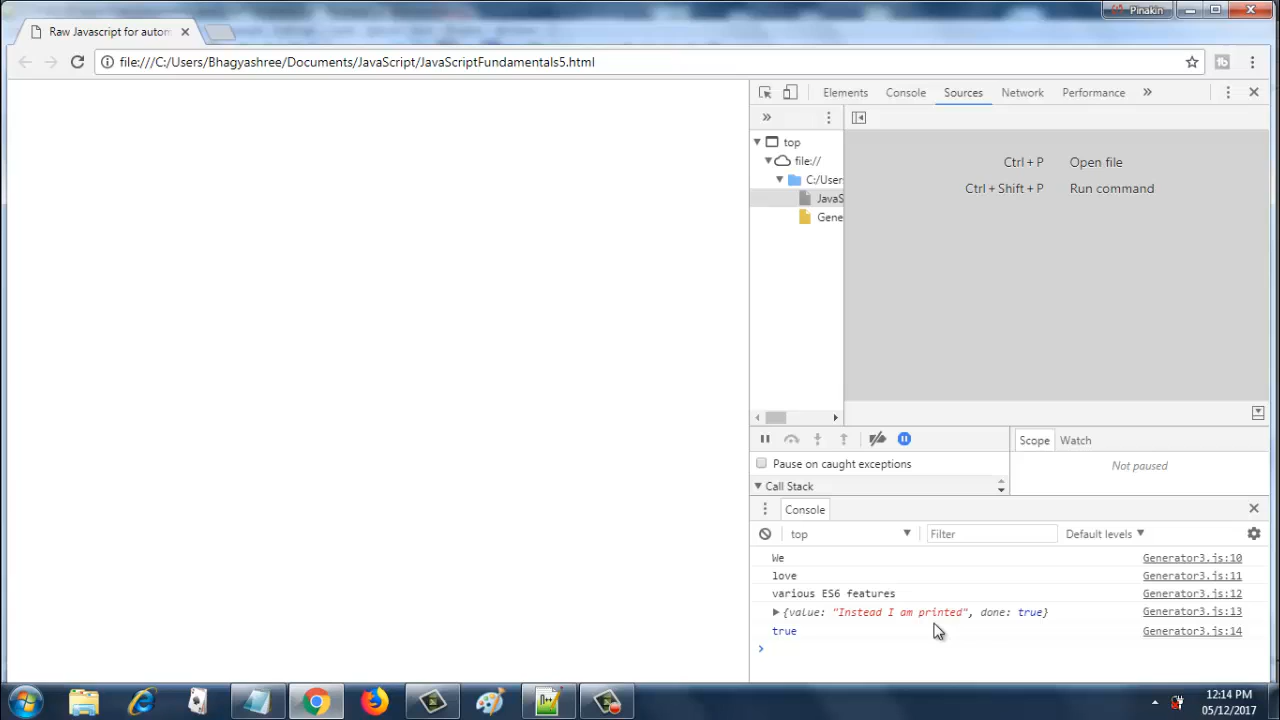 Pinakin
Raw Javascript for autom
file:///C:/Users/Bhagyashree/Documents/JavaScript/JavaScriptFundamentals5.html
Elements Console Sources Network Performance »
»
top
file://
C:/User
JavaS
Gene
Ctrl + P Open file
Ctrl + Shift + P Run command
Scope Watch
Pause on caught exceptions
Not paused
Call Stack
Console
top Filter Default levels
We Generator3.js:10
love Generator3.js:11
various ES6 features Generator3.js:12
{value: "Instead I am printed", done: true} Generator3.js:13
true Generator3.js:14
12:14 PM
05/12/2017